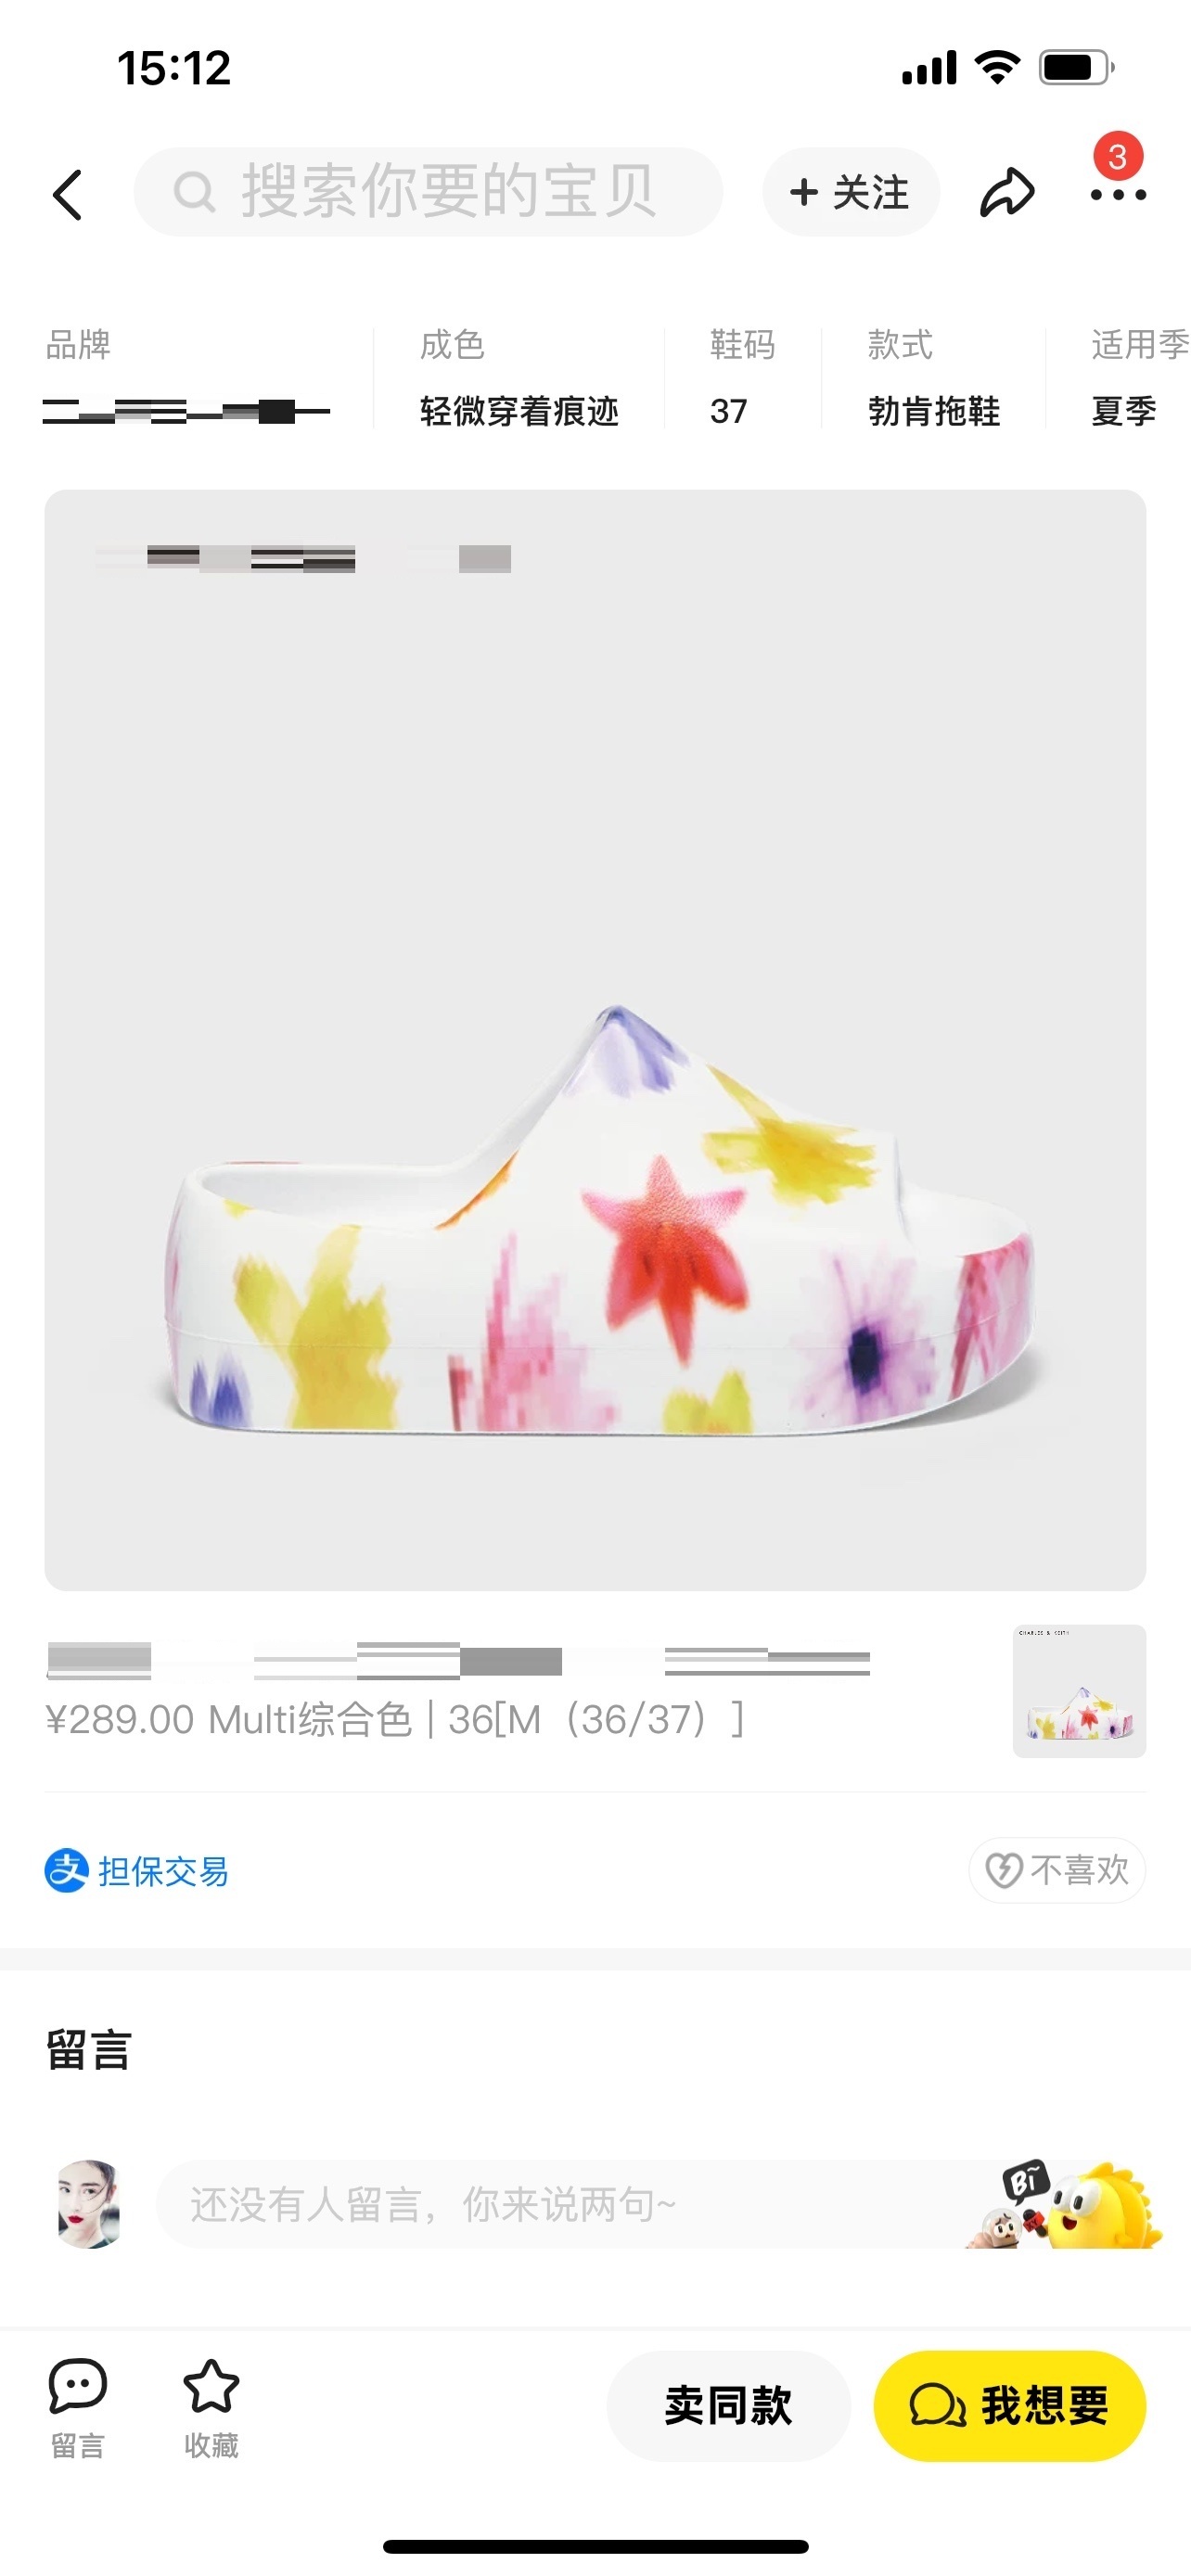 15:12
搜索你要的宝贝
+ 关注
3
品牌 成色 鞋码 款式 适用季
轻微穿着痕迹 37 勃肯拖鞋 夏季
CHARLES & KEITH
¥289.00 Multi综合色 | 36[M（36/37）]
支 担保交易
不喜欢
留言
还没有人留言，你来说两句~
Bi~
留言 收藏 卖同款 我想要